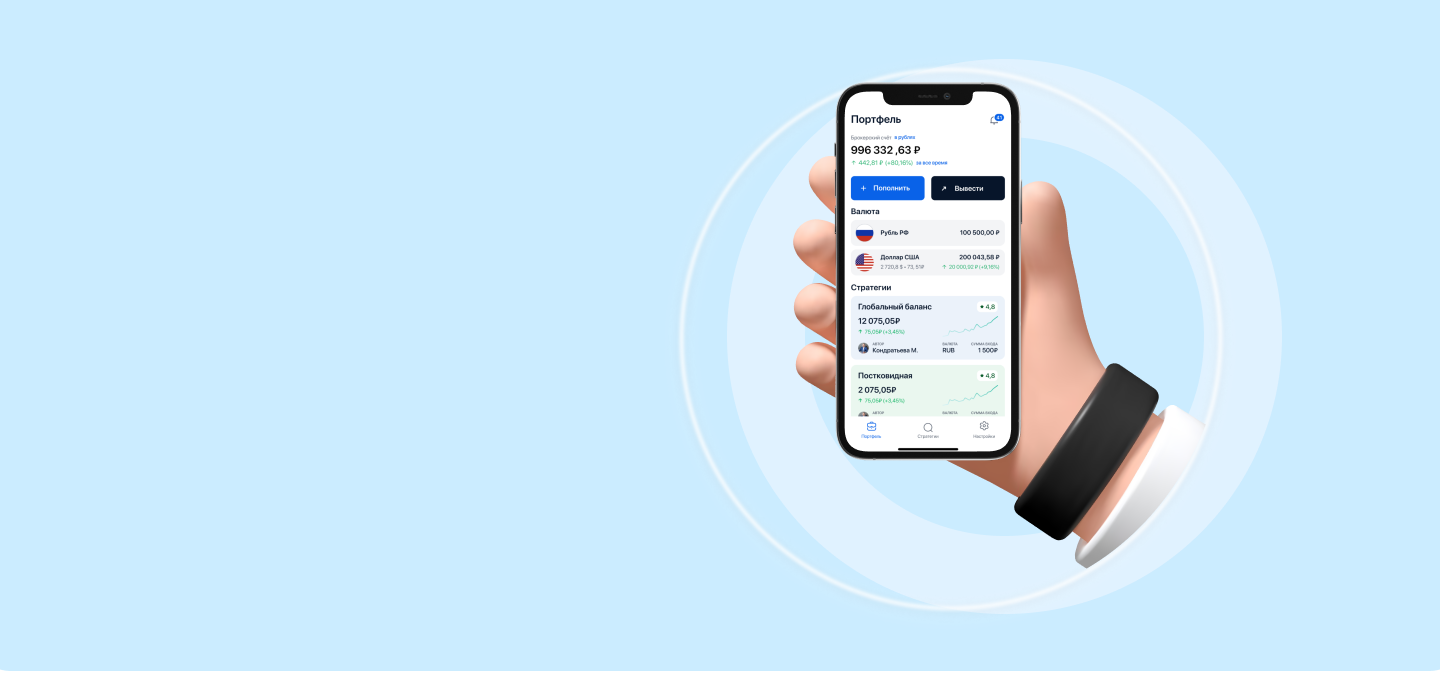 Портфель
41
Брокерский счёт в рублях
996 332 ,63 ₽
↑ 442,81 ₽ (+80,16%) за все время
+ Пополнить
↗ Вывести
Валюта
Рубль РФ 100 500,00 ₽
Доллар США 200 043,58 ₽
2 720,8 $ • 73, 51₽ ↑ 20 000,92 ₽ (+9,16%)
Стратегии
Глобальный баланс 4,8
12 075,05₽
↑ 75,05₽ (+3,45%)
АВТОР ВАЛЮТА СУММА ВХОДА
Кондратьева М. RUB 1 500₽
Постковидная 4,8
2 075,05₽
↑ 75,05₽ (+3,45%)
АВТОР ВАЛЮТА СУММА ВХОДА
Портфель Стратегии Настройки